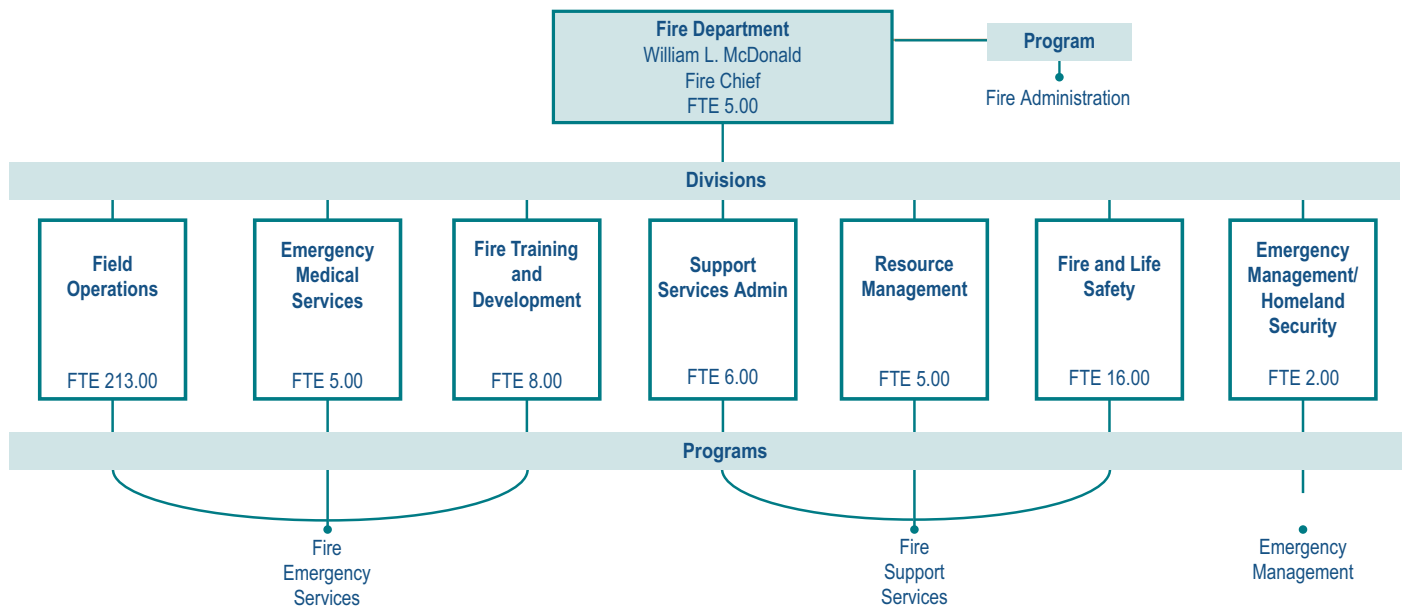 Fire Department
William L. McDonald
Fire Chief
FTE 5.00
Program
Fire Administration
Divisions
Field
Operations
FTE 213.00
Emergency
Medical
Services
FTE 5.00
Fire Training
and
Development
FTE 8.00
Support
Services Admin
FTE 6.00
Resource
Management
FTE 5.00
Fire and Life
Safety
FTE 16.00
Emergency
Management/
Homeland
Security
FTE 2.00
Programs
Fire
Emergency
Services
Fire
Support
Services
Emergency
Management